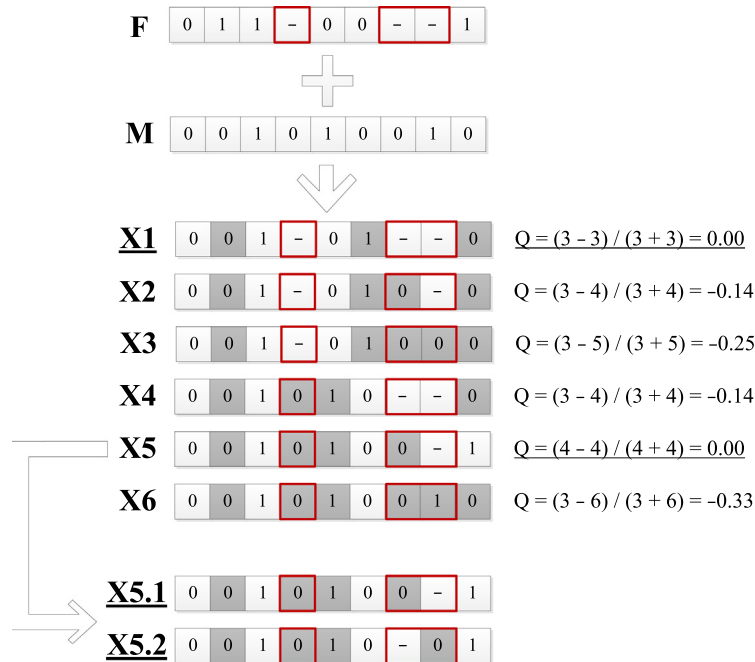 F 0 1 1 – 0 0 – – 1
M 0 0 1 0 1 0 0 1 0
X1 0 0 1 – 0 1 – – 0 Q = (3 – 3) / (3 + 3) = 0.00
X2 0 0 1 – 0 1 0 – 0 Q = (3 – 4) / (3 + 4) = –0.14
X3 0 0 1 – 0 1 0 0 0 Q = (3 – 5) / (3 + 5) = –0.25
X4 0 0 1 0 1 0 – – 0 Q = (3 – 4) / (3 + 4) = –0.14
X5 0 0 1 0 1 0 0 – 1 Q = (4 – 4) / (4 + 4) = 0.00
X6 0 0 1 0 1 0 0 1 0 Q = (3 – 6) / (3 + 6) = –0.33
X5.1 0 0 1 0 1 0 0 – 1
X5.2 0 0 1 0 1 0 – 0 1